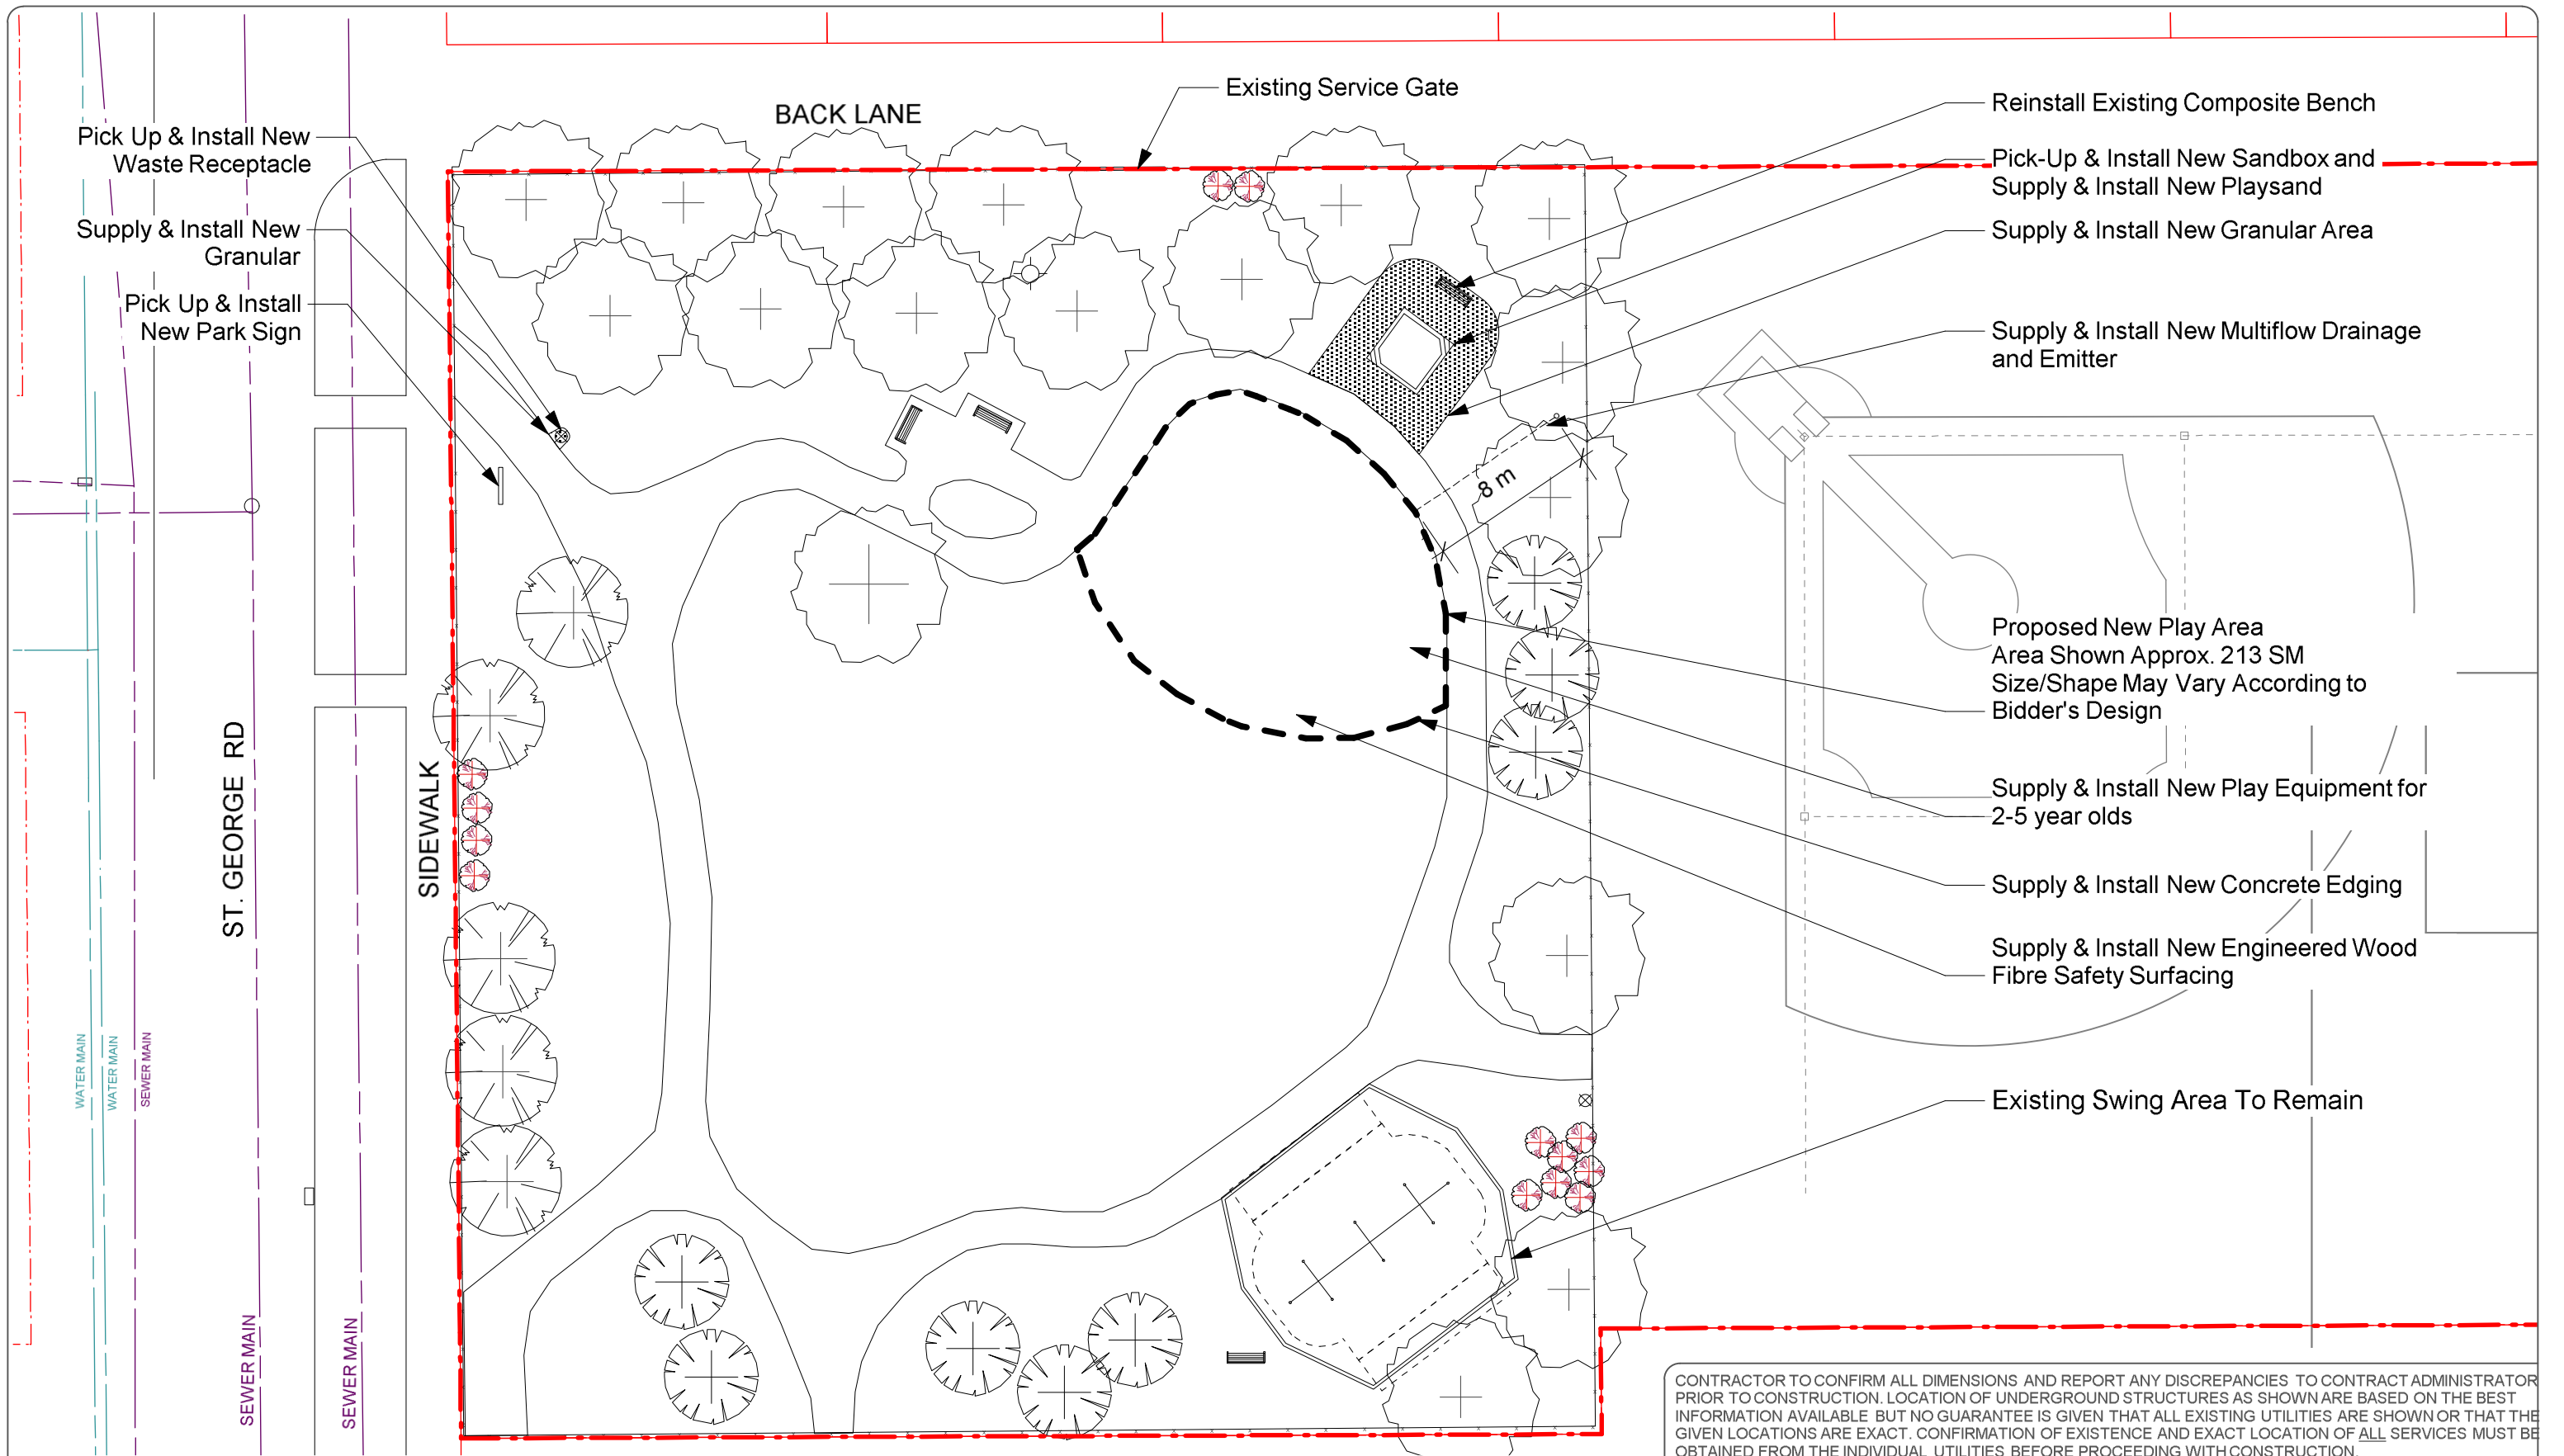 BACK LANE
Existing Service Gate
Pick Up & Install New
Waste Receptacle
Supply & Install New
Granular
Pick Up & Install
New Park Sign
Reinstall Existing Composite Bench
Pick-Up & Install New Sandbox and
Supply & Install New Playsand
Supply & Install New Granular Area
Supply & Install New Multiflow Drainage
and Emitter
8 m
Proposed New Play Area
Area Shown Approx. 213 SM
Size/Shape May Vary According to
Bidder's Design
Supply & Install New Play Equipment for
2-5 year olds
Supply & Install New Concrete Edging
Supply & Install New Engineered Wood
Fibre Safety Surfacing
Existing Swing Area To Remain
ST. GEORGE RD
SIDEWALK
WATER MAIN
WATER MAIN
SEWER MAIN
SEWER MAIN
SEWER MAIN
CONTRACTOR TO CONFIRM ALL DIMENSIONS AND REPORT ANY DISCREPANCIES TO CONTRACT ADMINISTRATOR
PRIOR TO CONSTRUCTION. LOCATION OF UNDERGROUND STRUCTURES AS SHOWN ARE BASED ON THE BEST
INFORMATION AVAILABLE BUT NO GUARANTEE IS GIVEN THAT ALL EXISTING UTILITIES ARE SHOWN OR THAT THE
GIVEN LOCATIONS ARE EXACT. CONFIRMATION OF EXISTENCE AND EXACT LOCATION OF ALL SERVICES MUST BE
OBTAINED FROM THE INDIVIDUAL UTILITIES BEFORE PROCEEDING WITH CONSTRUCTION.